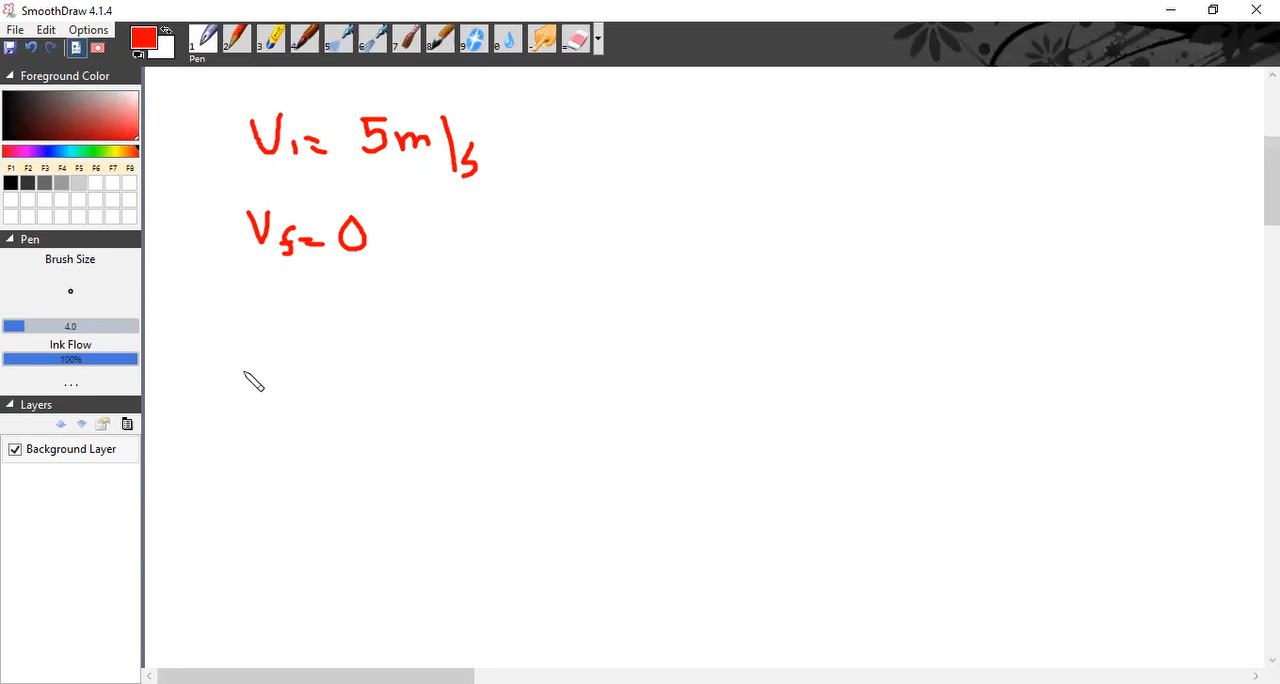 SmoothDraw 4.1.4
File Edit Options
1 2 3 4 5 6 7 8 9 0 - =
Pen
Foreground Color
F1 F2 F3 F4 F5 F6 F7 F8
Pen
Brush Size
4.0
Ink Flow
100%
...
Layers
Background Layer
V1= 5m/s
Vf=0